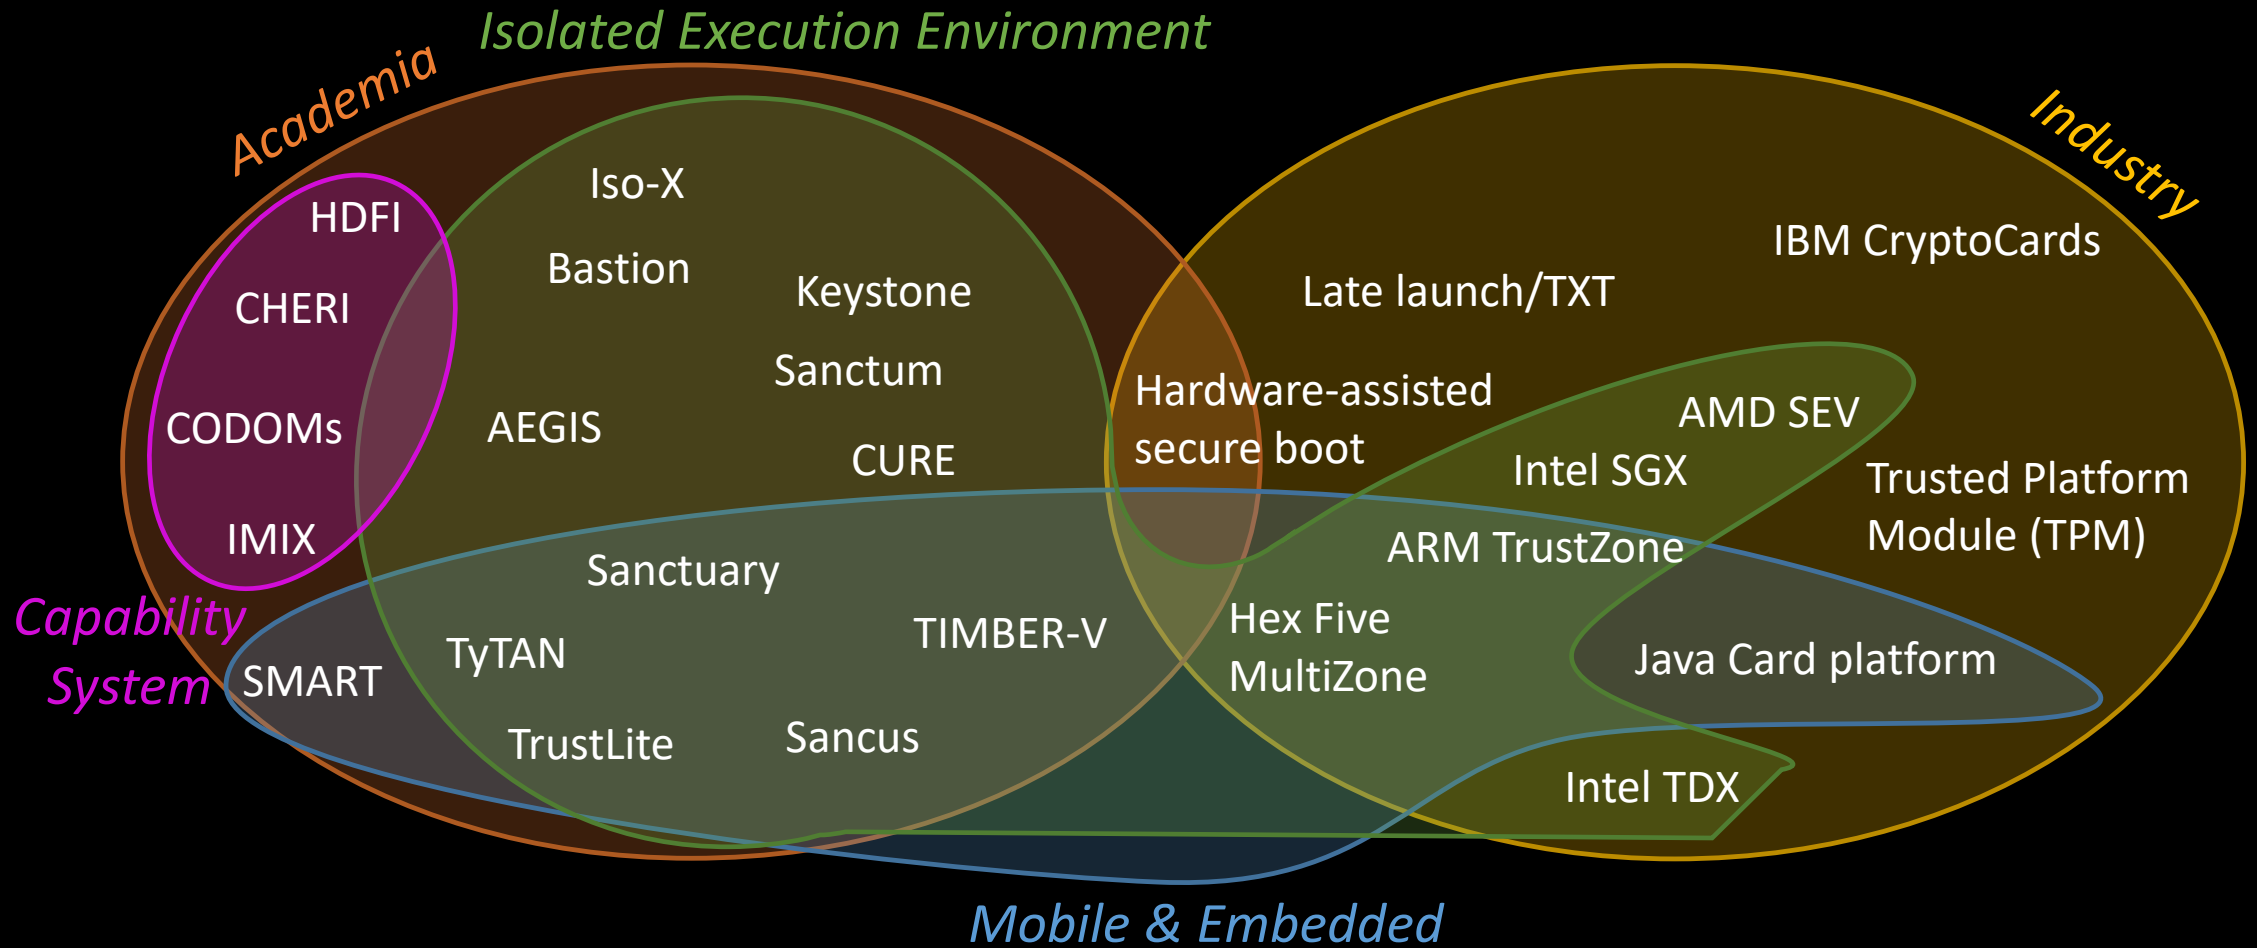 Isolated Execution Environment
Academia
Industry
Iso-X
HDFI
IBM CryptoCards
Bastion
Keystone
Late launch/TXT
CHERI
Sanctum
Hardware-assisted
secure boot
AMD SEV
CODOMs
AEGIS
CURE
Intel SGX
Trusted Platform
Module (TPM)
IMIX
ARM TrustZone
Sanctuary
Capability
System
Hex Five
MultiZone
TIMBER-V
TyTAN
Java Card platform
SMART
TrustLite
Sancus
Intel TDX
Mobile & Embedded